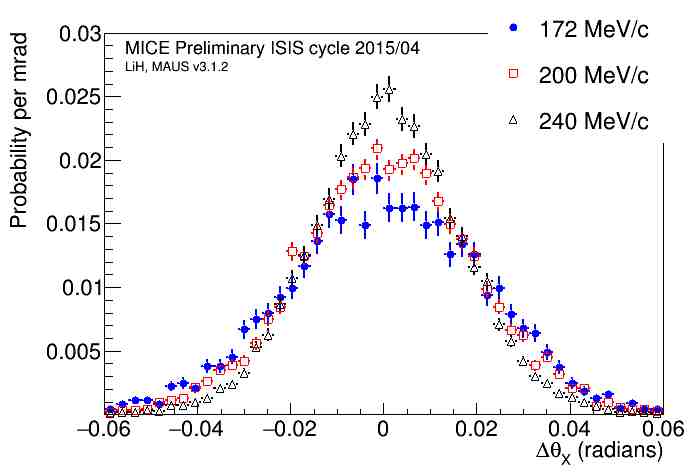 0.03
0.025
0.02
0.015
0.01
0.005
Probability per mrad
MICE Preliminary ISIS cycle 2015/04
LiH, MAUS v3.1.2
172 MeV/c
200 MeV/c
240 MeV/c
−0.06 −0.04 −0.02 0 0.02 0.04 0.06
Δθ_X (radians)